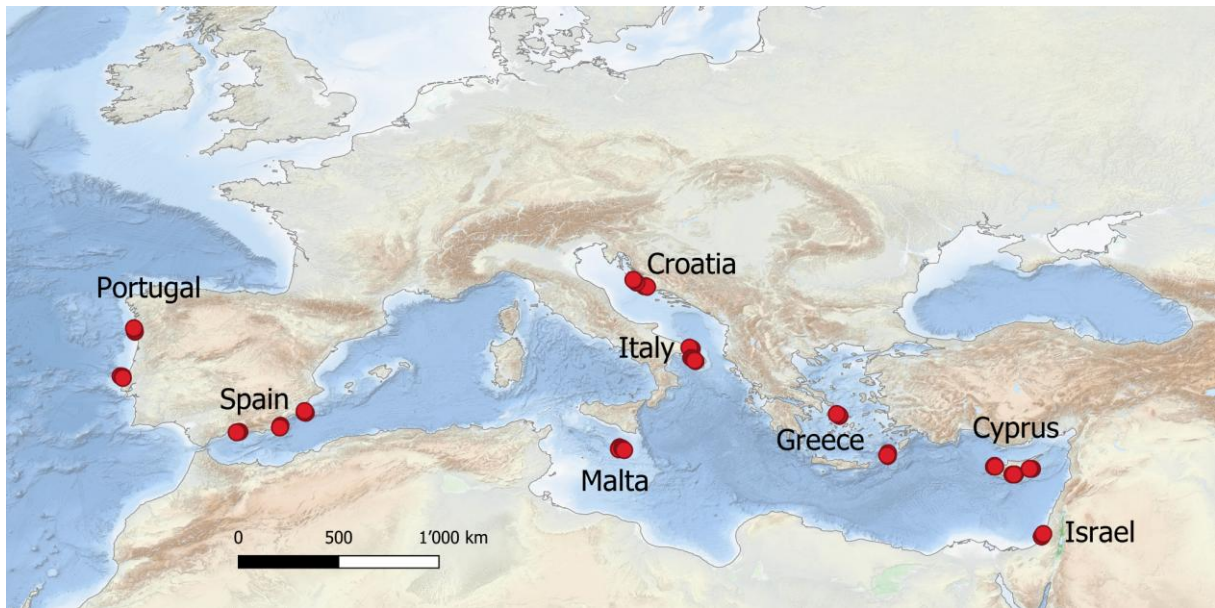 Croatia
Portugal
Italy
Spain
Greece
Cyprus
Malta
Israel
0 500 1'000 km